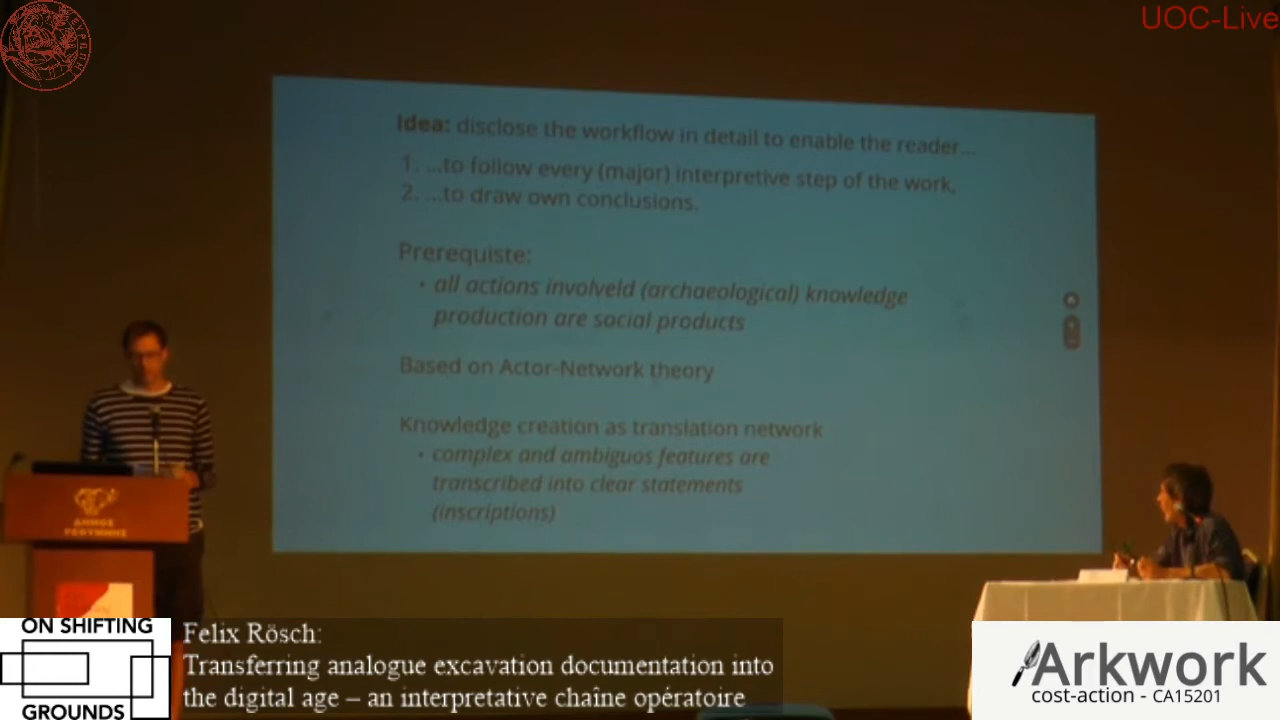 UOC-Live
Idea: disclose the workflow in detail to enable the reader...
1. ...to follow every (major) interpretive step of the work,
2. ...to draw own conclusions.
Prerequiste:
• all actions involveld (archaeological) knowledge
production are social products
Based on Actor-Network theory
Knowledge creation as translation network
• complex and ambiguos features are
transcribed into clear statements
(inscriptions)
ΔΗΜΟΣ
ΡΕΘΥΜΝΗΣ
ON SHIFTING
GROUNDS
Felix Rösch:
Transferring analogue excavation documentation into
the digital age – an interpretative chaîne opératoire
Arkwork
cost-action - CA15201